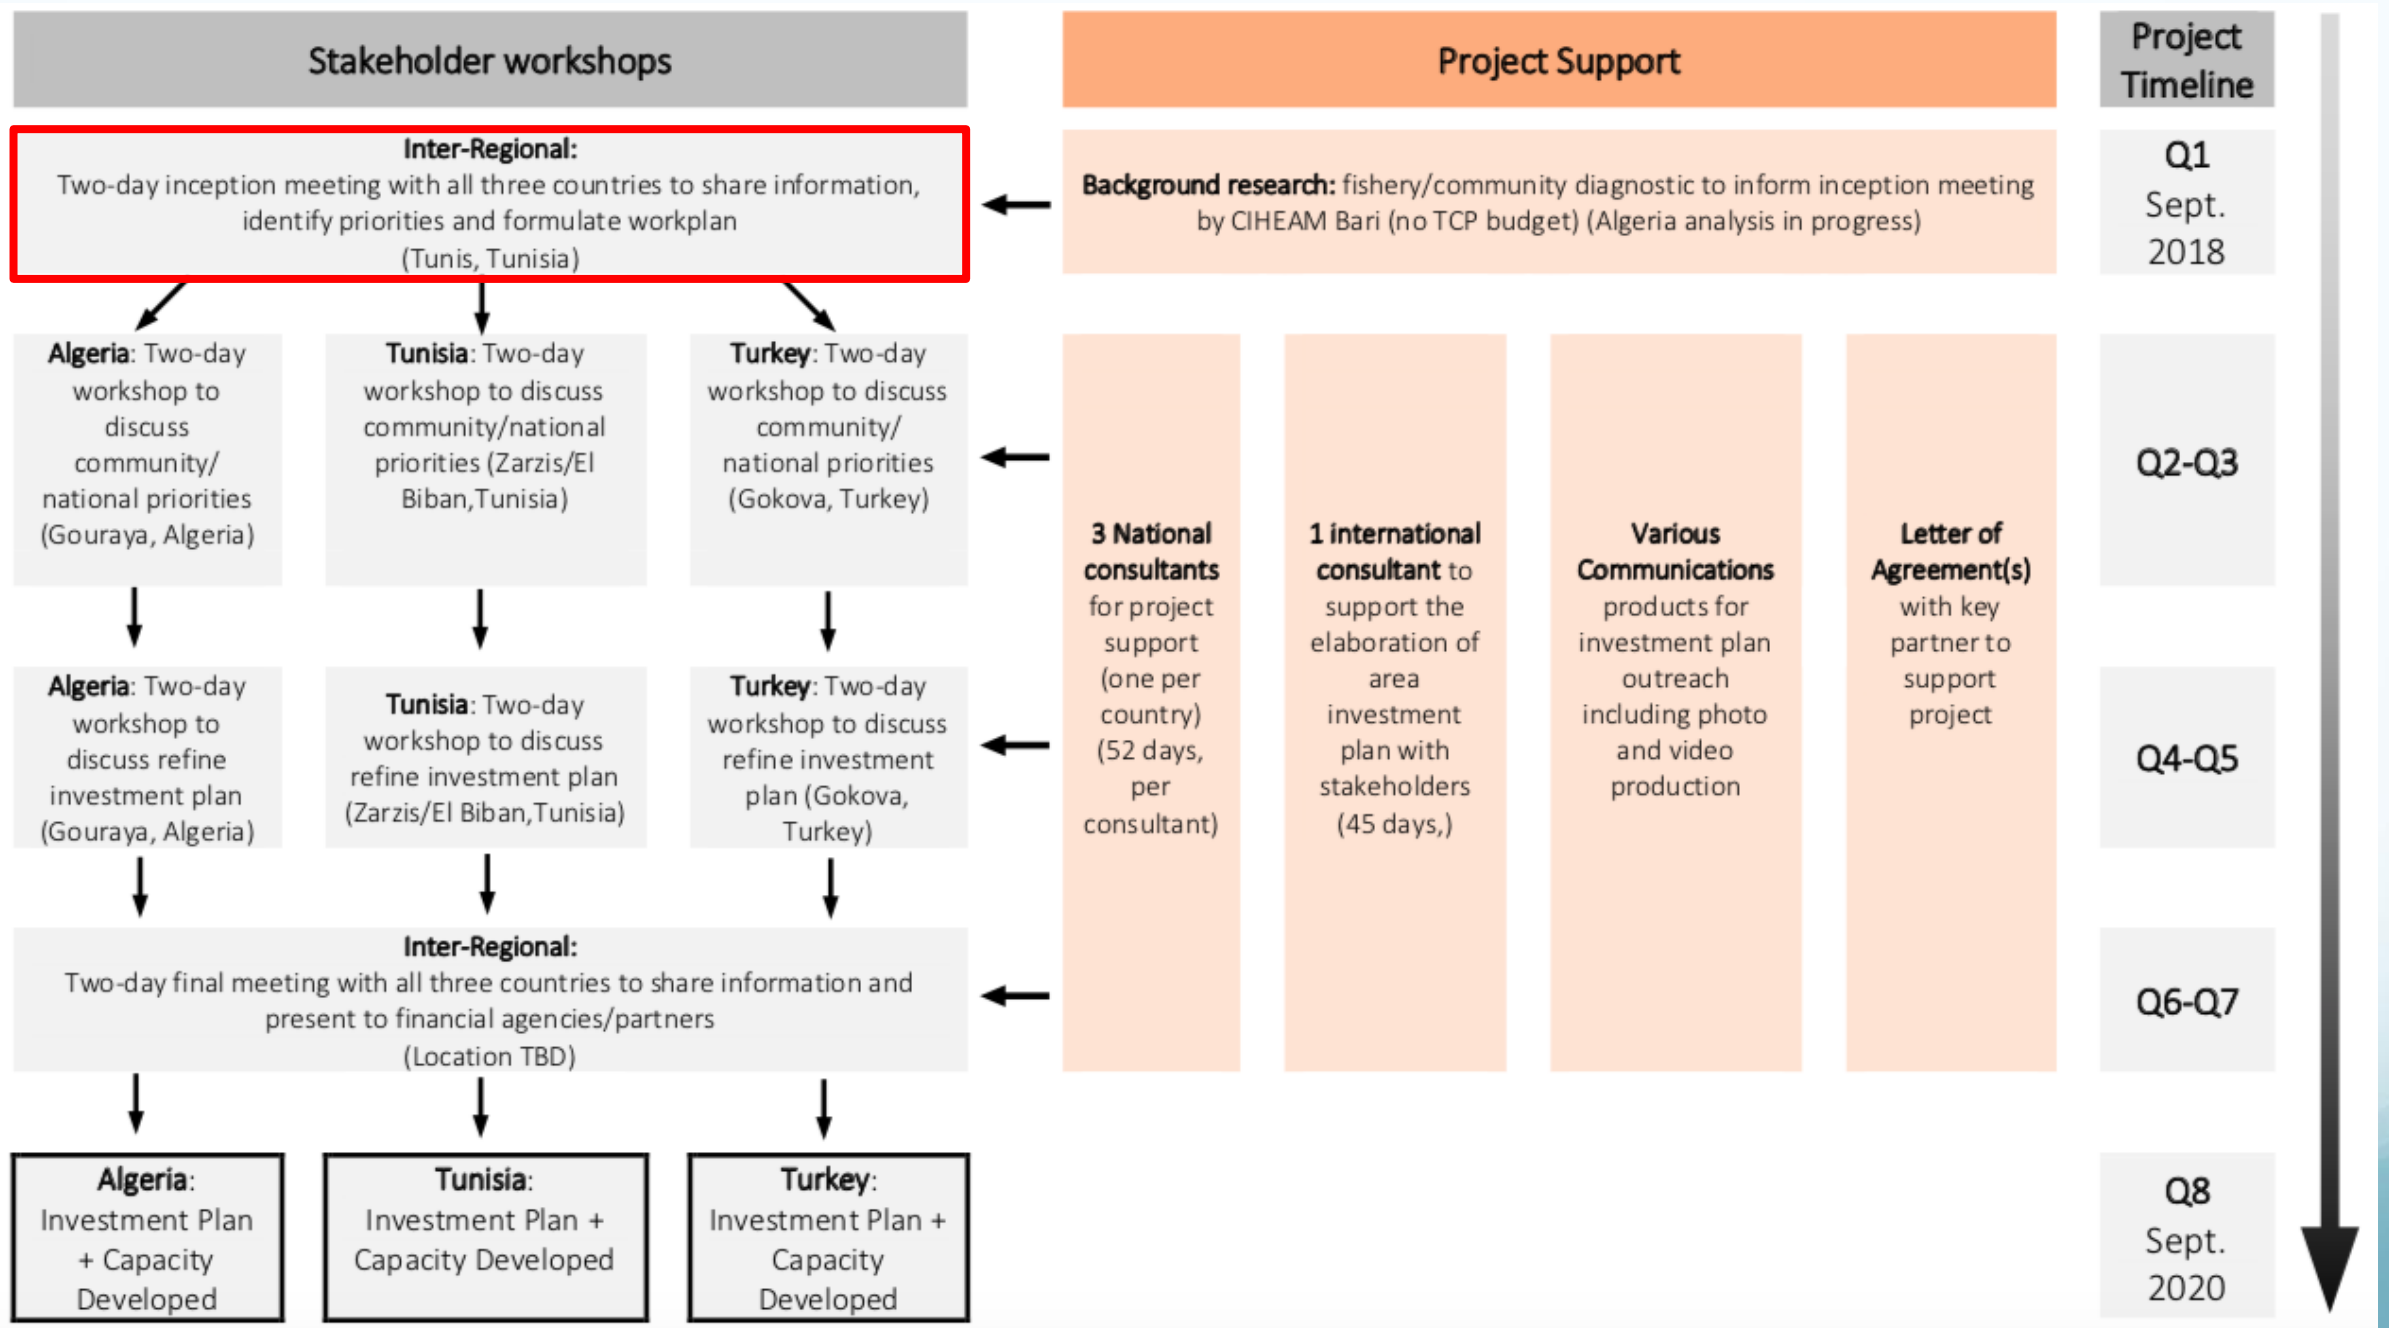 Stakeholder workshops
Project Support
Project
Timeline
Inter-Regional:
Two-day inception meeting with all three countries to share information,
identify priorities and formulate workplan
(Tunis, Tunisia)
Background research: fishery/community diagnostic to inform inception meeting
by CIHEAM Bari (no TCP budget) (Algeria analysis in progress)
Q1
Sept.
2018
Algeria: Two-day
workshop to
discuss
community/
national priorities
(Gouraya, Algeria)
Tunisia: Two-day
workshop to discuss
community/national
priorities (Zarzis/El
Biban,Tunisia)
Turkey: Two-day
workshop to discuss
community/
national priorities
(Gokova, Turkey)
3 National
consultants
for project
support
(one per
country)
(52 days,
per
consultant)
1 international
consultant to
support the
elaboration of
area
investment
plan with
stakeholders
(45 days,)
Various
Communications
products for
investment plan
outreach
including photo
and video
production
Letter of
Agreement(s)
with key
partner to
support
project
Q2-Q3
Algeria: Two-day
workshop to
discuss refine
investment plan
(Gouraya, Algeria)
Tunisia: Two-day
workshop to discuss
refine investment plan
(Zarzis/El Biban,Tunisia)
Turkey: Two-day
workshop to discuss
refine investment
plan (Gokova,
Turkey)
Q4-Q5
Inter-Regional:
Two-day final meeting with all three countries to share information and
present to financial agencies/partners
(Location TBD)
Q6-Q7
Algeria:
Investment Plan
+ Capacity
Developed
Tunisia:
Investment Plan +
Capacity Developed
Turkey:
Investment Plan +
Capacity
Developed
Q8
Sept.
2020